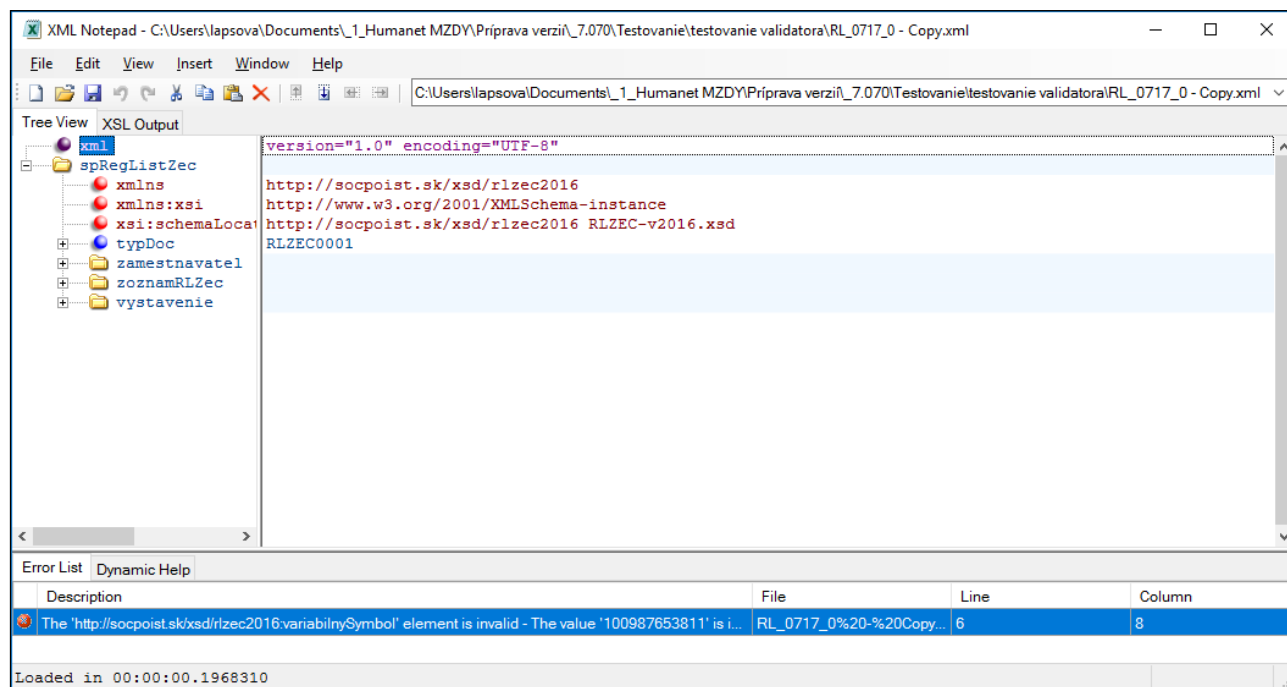 XML Notepad - C:\Users\lapsova\Documents\_1_Humanet MZDY\Príprava verzií\_7.070\Testovanie\testovanie validatora\RL_0717_0 - Copy.xml
File Edit View Insert Window Help
C:\Users\lapsova\Documents\_1_Humanet MZDY\Príprava verzií\_7.070\Testovanie\testovanie validatora\RL_0717_0 - Copy.xml
Tree View XSL Output
xml version="1.0" encoding="UTF-8"
spRegListZec
xmlns http://socpoist.sk/xsd/rlzec2016
xmlns:xsi http://www.w3.org/2001/XMLSchema-instance
xsi:schemaLocat http://socpoist.sk/xsd/rlzec2016 RLZEC-v2016.xsd
typDoc RLZEC0001
zamestnavatel
zoznamRLZec
vystavenie
Error List Dynamic Help
Description File Line Column
The 'http://socpoist.sk/xsd/rlzec2016:variabilnySymbol' element is invalid - The value '100987653811' is i... RL_0717_0%20-%20Copy... 6 8
Loaded in 00:00:00.1968310